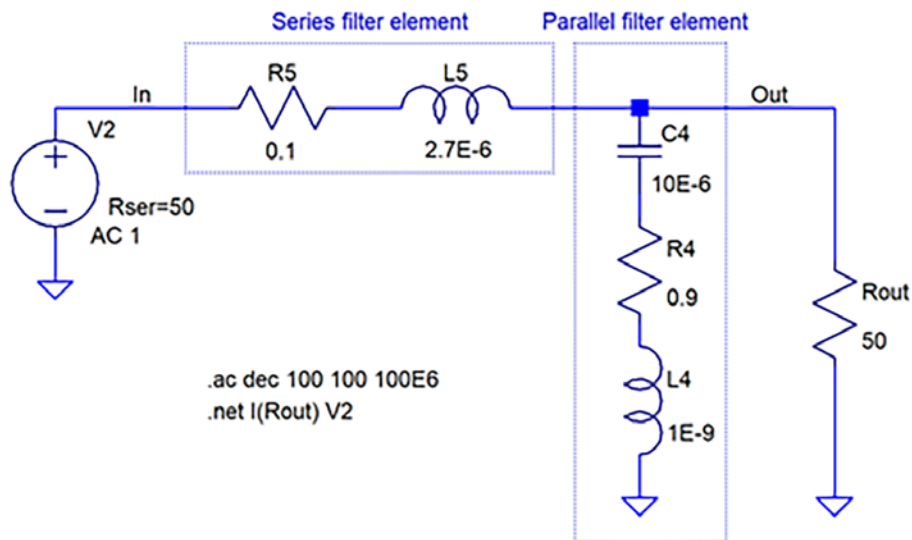 Series filter element
Parallel filter element
In
R5
L5
Out
V2
0.1
2.7E-6
C4
10E-6
Rser=50
AC 1
R4
0.9
Rout
50
.ac dec 100 100 100E6
.net I(Rout) V2
L4
1E-9